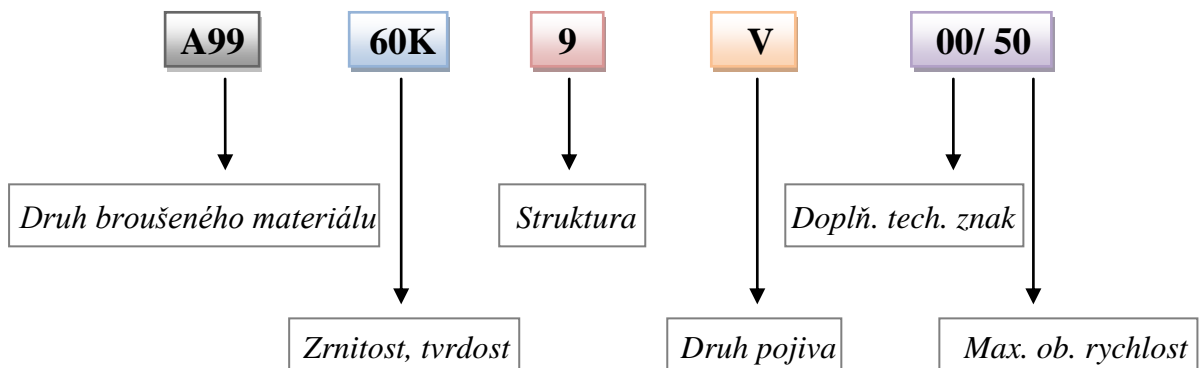 A99 60K 9 V 00/ 50
Druh broušeného materiálu Struktura Doplň. tech. znak
Zrnitost, tvrdost Druh pojiva Max. ob. rychlost